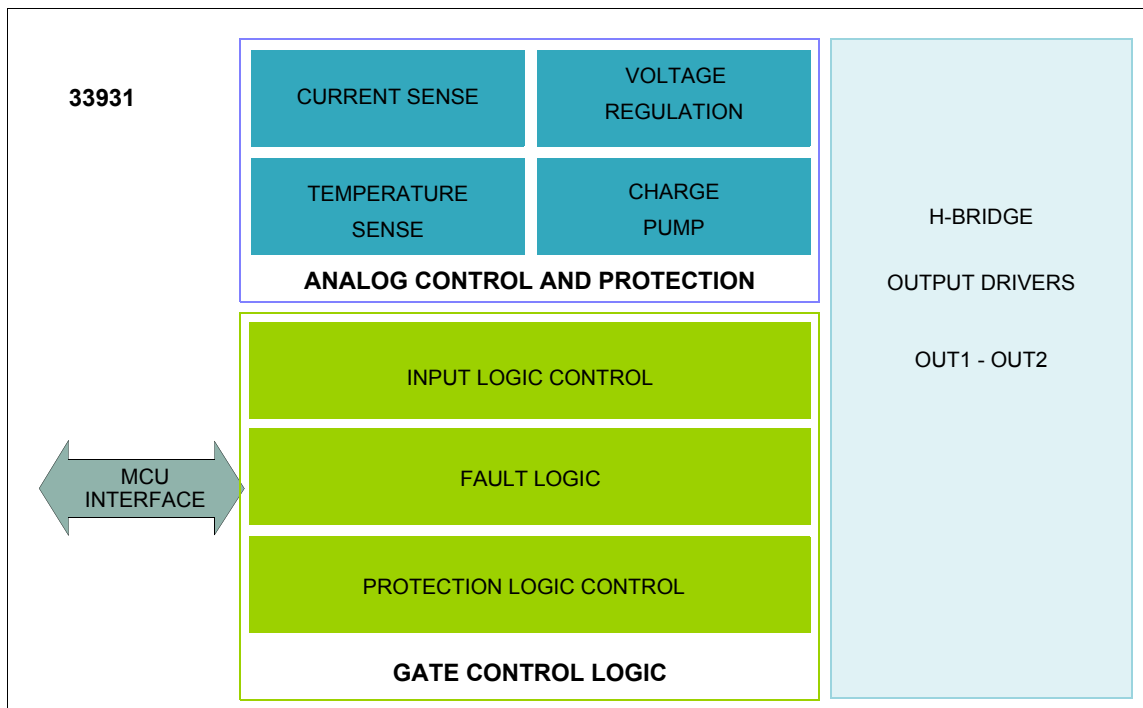 33931
CURRENT SENSE
VOLTAGE
REGULATION
TEMPERATURE
SENSE
CHARGE
PUMP
ANALOG CONTROL AND PROTECTION
INPUT LOGIC CONTROL
FAULT LOGIC
PROTECTION LOGIC CONTROL
GATE CONTROL LOGIC
MCU
INTERFACE
H-BRIDGE
OUTPUT DRIVERS
OUT1 - OUT2